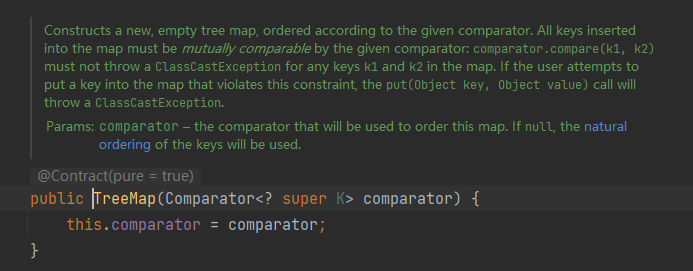 Constructs a new, empty tree map, ordered according to the given comparator. All keys inserted
into the map must be mutually comparable by the given comparator: comparator.compare(k1, k2)
must not throw a ClassCastException for any keys k1 and k2 in the map. If the user attempts to
put a key into the map that violates this constraint, the put(Object key, Object value) call will
throw a ClassCastException.
Params: comparator – the comparator that will be used to order this map. If null, the natural
ordering of the keys will be used.
@Contract(pure = true)
public TreeMap(Comparator<? super K> comparator) {
this.comparator = comparator;
}